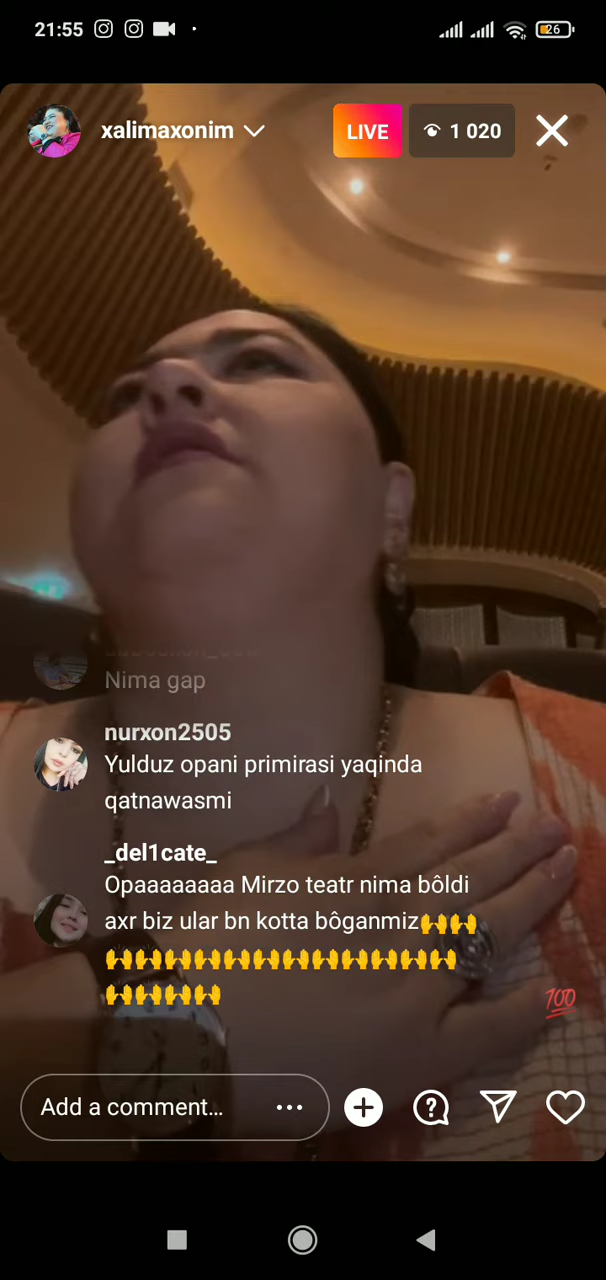 21:55
26
xalimaxonim
LIVE
1 020
Nima gap
nurxon2505
Yulduz opani primirasi yaqinda
qatnawasmi
_del1cate_
Opaaaaaaaa Mirzo teatr nima bôldi
axr biz ular bn kotta bôganmiz🙌🙌
🙌🙌🙌🙌🙌🙌🙌🙌🙌🙌🙌🙌
🙌🙌🙌🙌
💯
Add a comment...